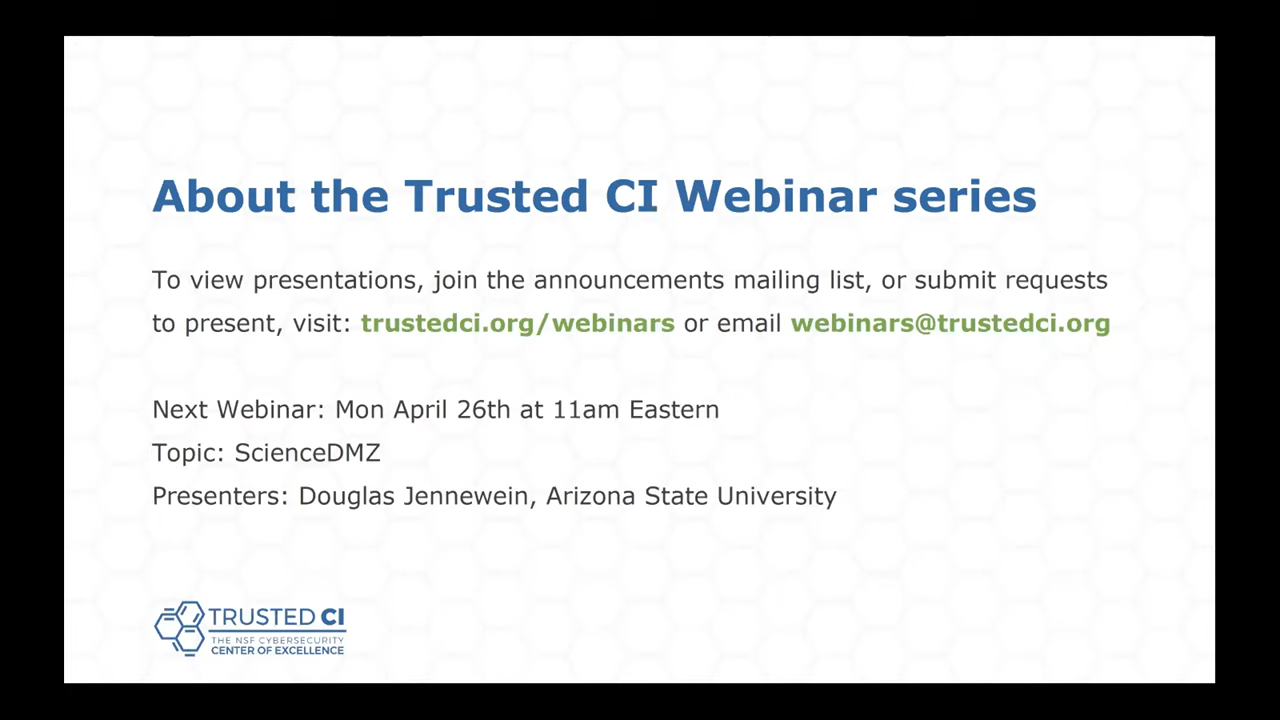 About the Trusted CI Webinar series
To view presentations, join the announcements mailing list, or submit requests
to present, visit: trustedci.org/webinars or email webinars@trustedci.org
Next Webinar: Mon April 26th at 11am Eastern
Topic: ScienceDMZ
Presenters: Douglas Jennewein, Arizona State University
TRUSTED CI
THE NSF CYBERSECURITY
CENTER OF EXCELLENCE